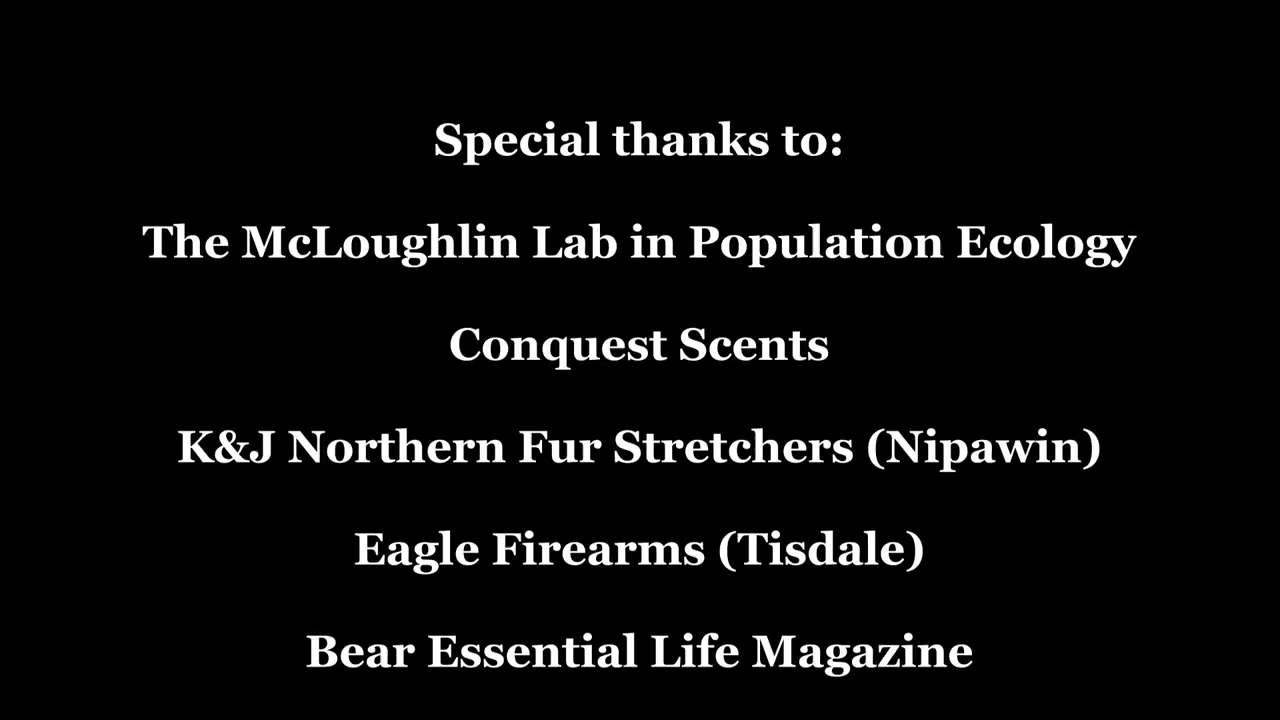 Special thanks to:
The McLoughlin Lab in Population Ecology
Conquest Scents
K&J Northern Fur Stretchers (Nipawin)
Eagle Firearms (Tisdale)
Bear Essential Life Magazine